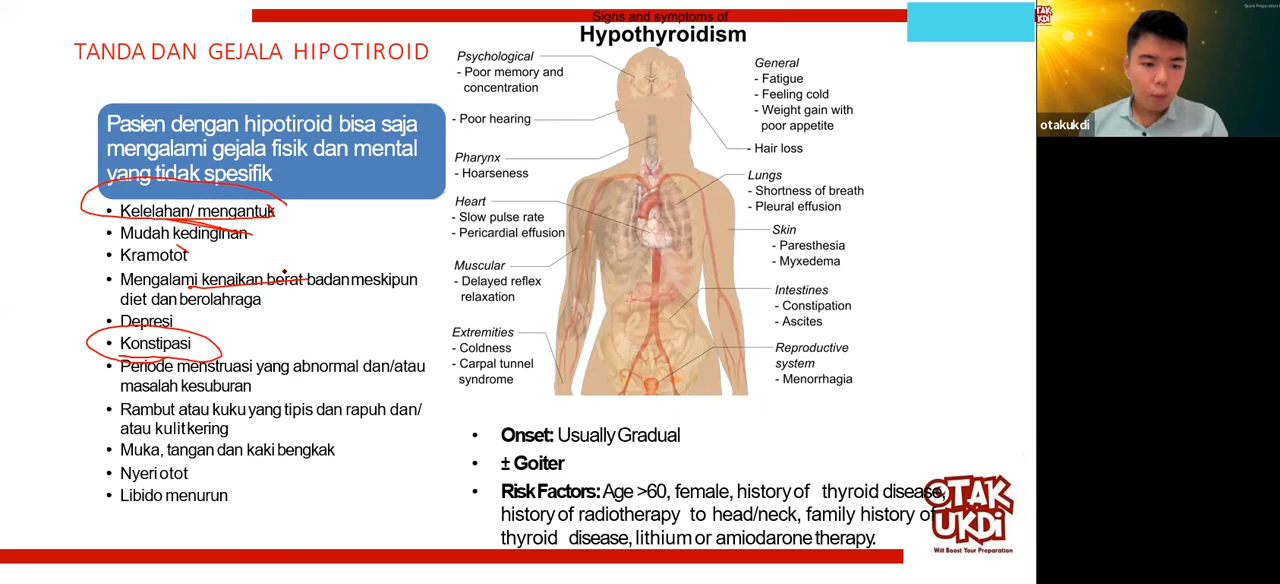 TANDA DAN GEJALA HIPOTIROID
Pasien dengan hipotiroid bisa saja
mengalami gejala fisik dan mental
yang tidak spesifik
• Kelelahan/ mengantuk
• Mudah kedinginan
• Kramotot
• Mengalami kenaikan berat badan meskipun
diet dan berolahraga
• Depresi
• Konstipasi
• Periode menstruasi yang abnormal dan/atau
masalah kesuburan
• Rambut atau kuku yang tipis dan rapuh dan/
atau kulit kering
• Muka, tangan dan kaki bengkak
• Nyeri otot
• Libido menurun
Signs and symptoms of
Hypothyroidism
Psychological
- Poor memory and
concentration
- Poor hearing
Pharynx
- Hoarseness
Heart
- Slow pulse rate
- Pericardial effusion
Muscular
- Delayed reflex
relaxation
Extremities
- Coldness
- Carpal tunnel
syndrome
General
- Fatigue
- Feeling cold
- Weight gain with
poor appetite
- Hair loss
Lungs
- Shortness of breath
- Pleural effusion
Skin
- Paresthesia
- Myxedema
Intestines
- Constipation
- Ascites
Reproductive
system
- Menorrhagia
• Onset: Usually Gradual
• ± Goiter
• Risk Factors: Age >60, female, history of thyroid disease,
history of radiotherapy to head/neck, family history of
thyroid disease, lithium or amiodarone therapy.
OTAK
UKDI
Will Boost Your Preparation
OTAK
UKDI
otakukdi